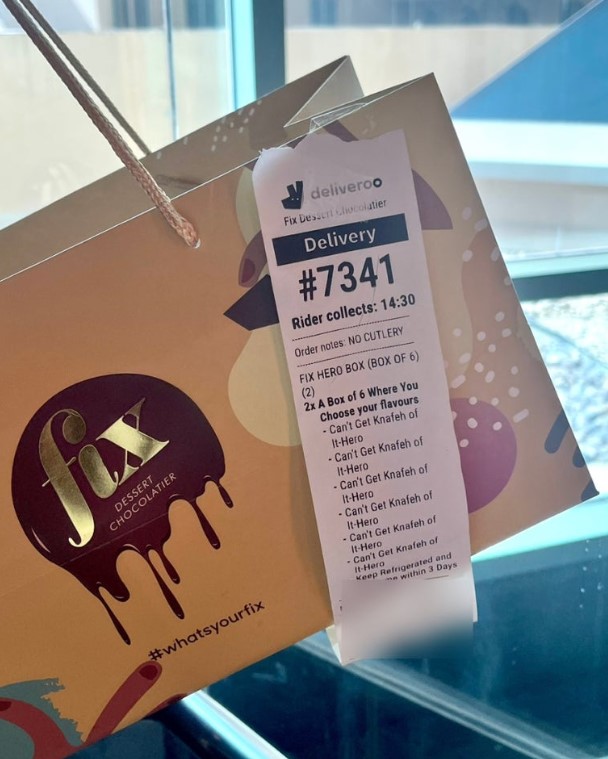 fix
DESSERT
CHOCOLATIER
#whatsyourfix
deliveroo
Fix Dessert Chocolatier
Delivery
#7341
Rider collects: 14:30
Order notes: NO CUTLERY
FIX HERO BOX (BOX OF 6)
(2)
2x A Box of 6 Where You
Choose your flavours
- Can't Get Knafeh of
It-Hero
- Can't Get Knafeh of
It-Hero
- Can't Get Knafeh of
It-Hero
- Can't Get Knafeh of
It-Hero
- Can't Get Knafeh of
It-Hero
- Can't Get Knafeh of
It-Hero
Keep Refrigerated and
within 3 Days